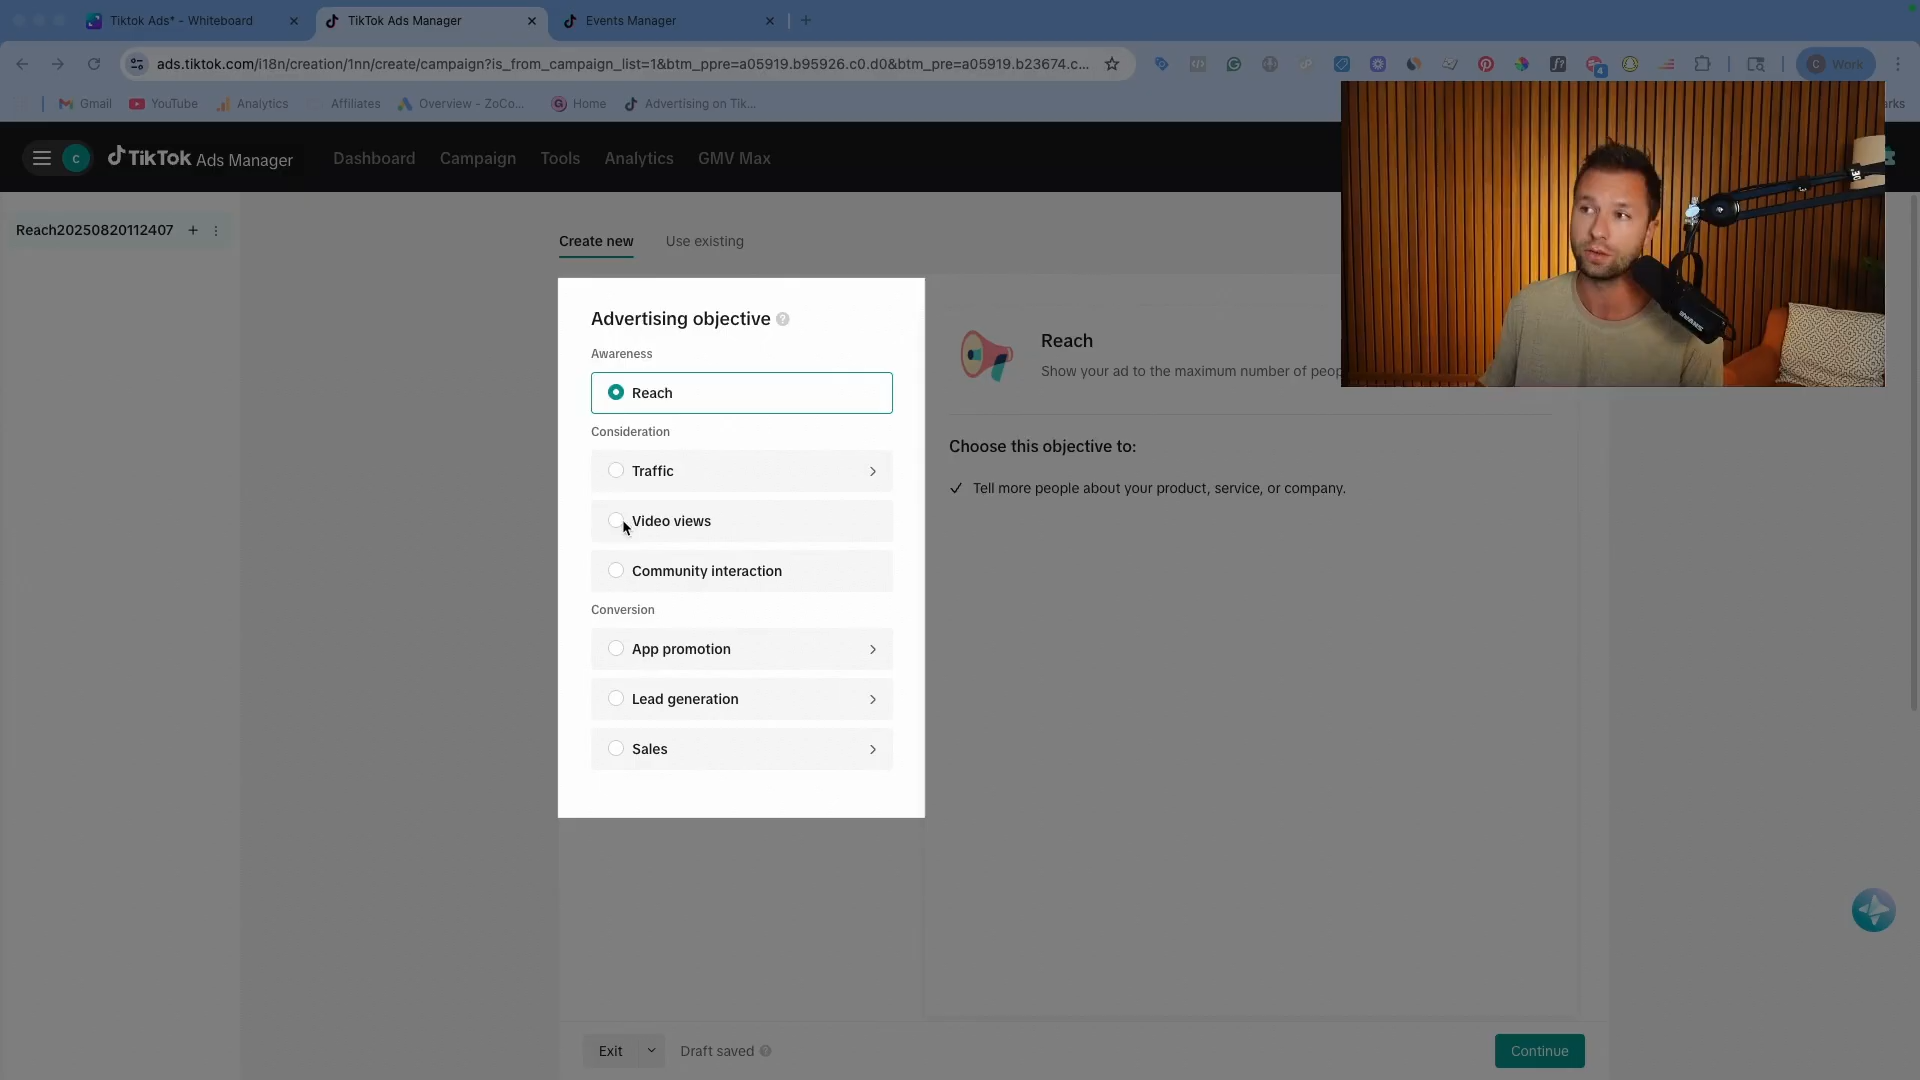 Tiktok Ads* - Whiteboard
TikTok Ads Manager
Events Manager
ads.tiktok.com/i18n/creation/1nn/create/campaign?is_from_campaign_list=1&btm_ppre=a05919.b95926.c0.d0&btm_pre=a05919.b23674.c...
4
C Work
Gmail
YouTube
Analytics
Affiliates
Overview - ZoCo...
Home
Advertising on Tik...
arks
C
TikTok Ads Manager
Dashboard
Campaign
Tools
Analytics
GMV Max
Reach20250820112407
Create new
Use existing
Advertising objective
Awareness
Reach
Consideration
Traffic
Video views
Community interaction
Conversion
App promotion
Lead generation
Sales
Reach
Show your ad to the maximum number of peop
Choose this objective to:
Tell more people about your product, service, or company.
Exit
Draft saved
Continue